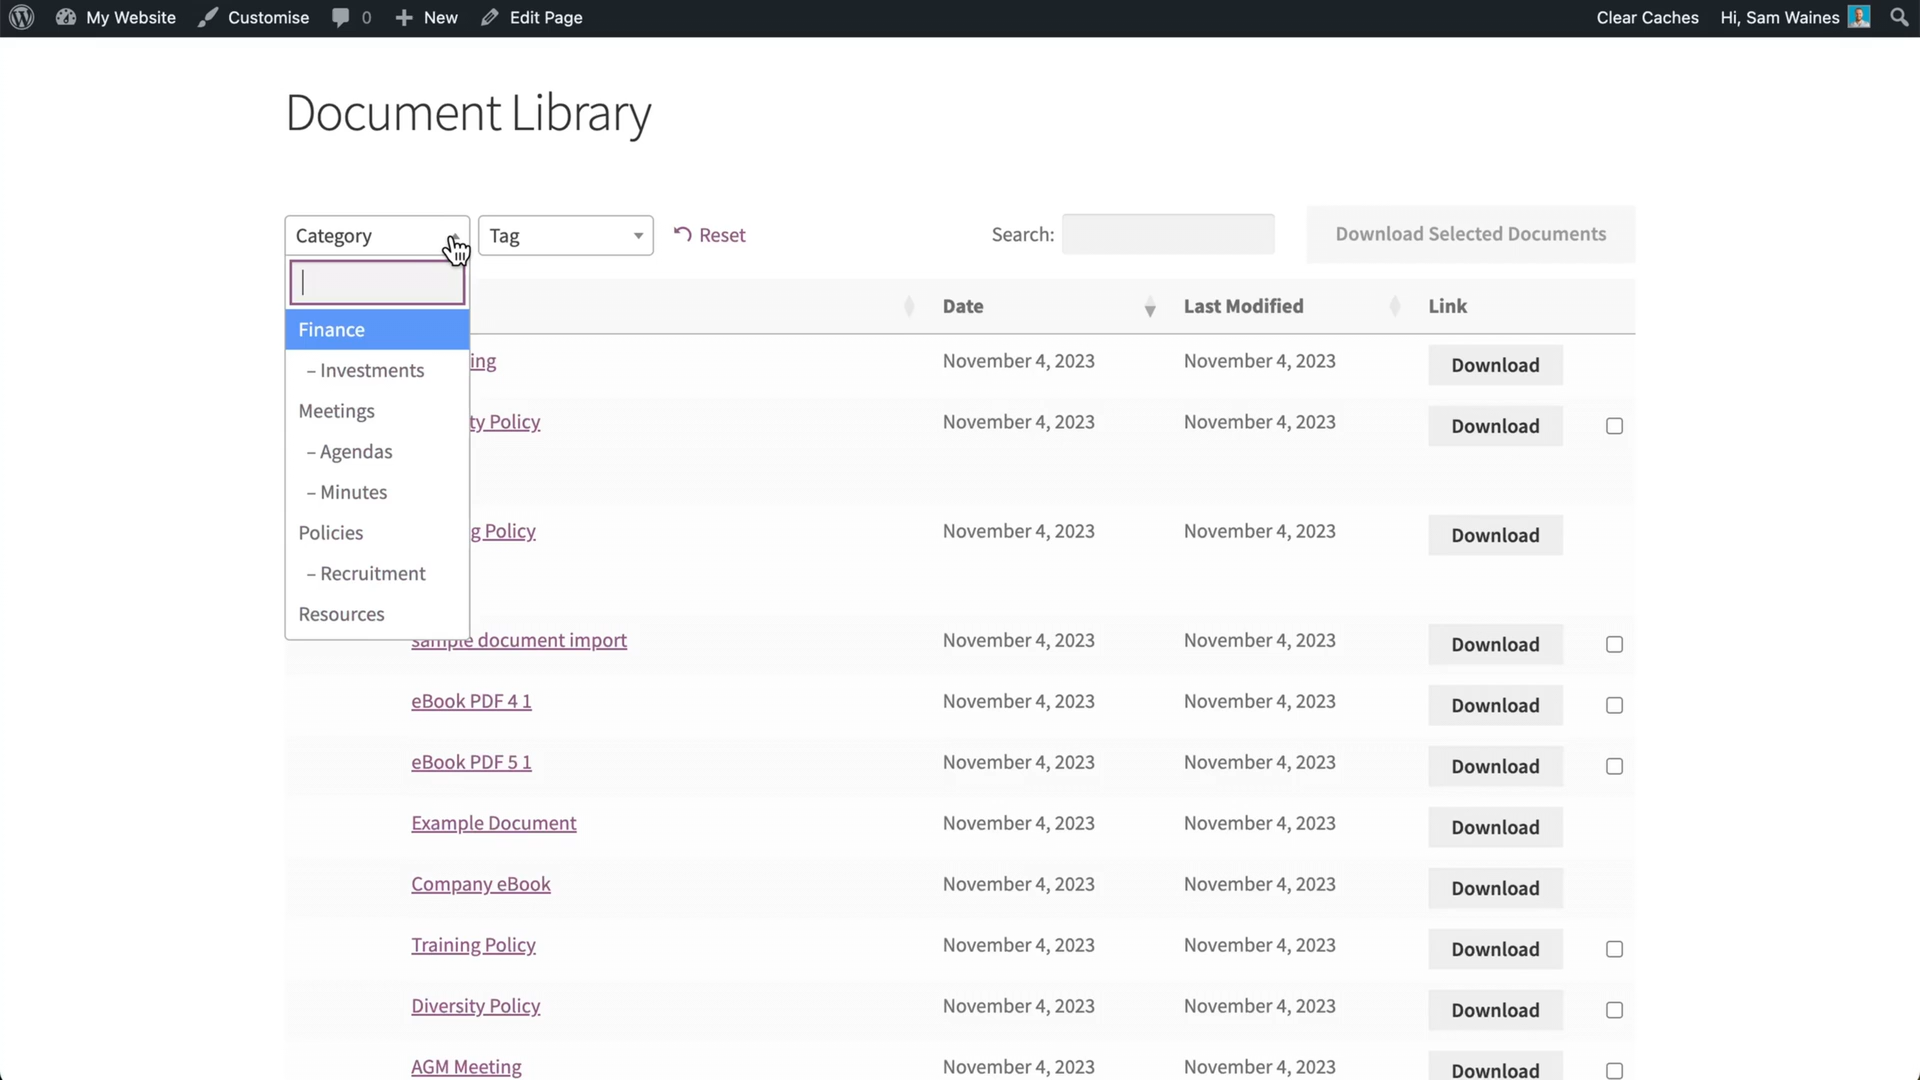 My Website Customise 0 New Edit Page Clear Caches Hi, Sam Waines
Document Library
Category Tag Reset Search: Download Selected Documents
Date Last Modified Link
Finance
– Investments
Meetings
– Agendas
– Minutes
Policies
– Recruitment
Resources
ing November 4, 2023 November 4, 2023 Download
ty Policy November 4, 2023 November 4, 2023 Download
g Policy November 4, 2023 November 4, 2023 Download
sample document import November 4, 2023 November 4, 2023 Download
eBook PDF 4 1 November 4, 2023 November 4, 2023 Download
eBook PDF 5 1 November 4, 2023 November 4, 2023 Download
Example Document November 4, 2023 November 4, 2023 Download
Company eBook November 4, 2023 November 4, 2023 Download
Training Policy November 4, 2023 November 4, 2023 Download
Diversity Policy November 4, 2023 November 4, 2023 Download
AGM Meeting November 4, 2023 November 4, 2023 Download